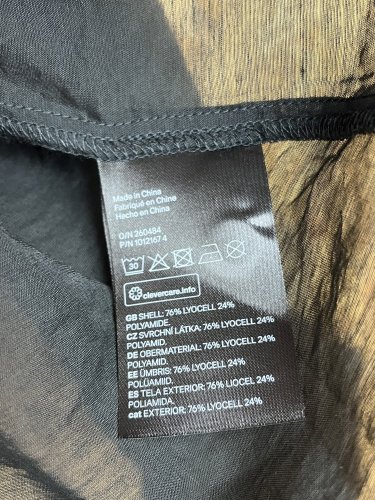 Made in China
Fabriqué en Chine
Hecho en China
O/N 260484
P/N 1012167 4
30
clevercare.info
GB SHELL: 76% LYOCELL 24%
POLYAMIDE.
CZ SVRCHNÍ LÁTKA: 76% LYOCELL 24%
POLYAMID.
DE OBERMATERIAL: 76% LYOCELL 24%
POLYAMID.
EE ÜMBRIS: 76% LYOCELL 24%
POLÜAMIID.
ES TELA EXTERIOR: 76% LIOCEL 24%
POLIAMIDA.
cat EXTERIOR: 76% LYOCELL 24%